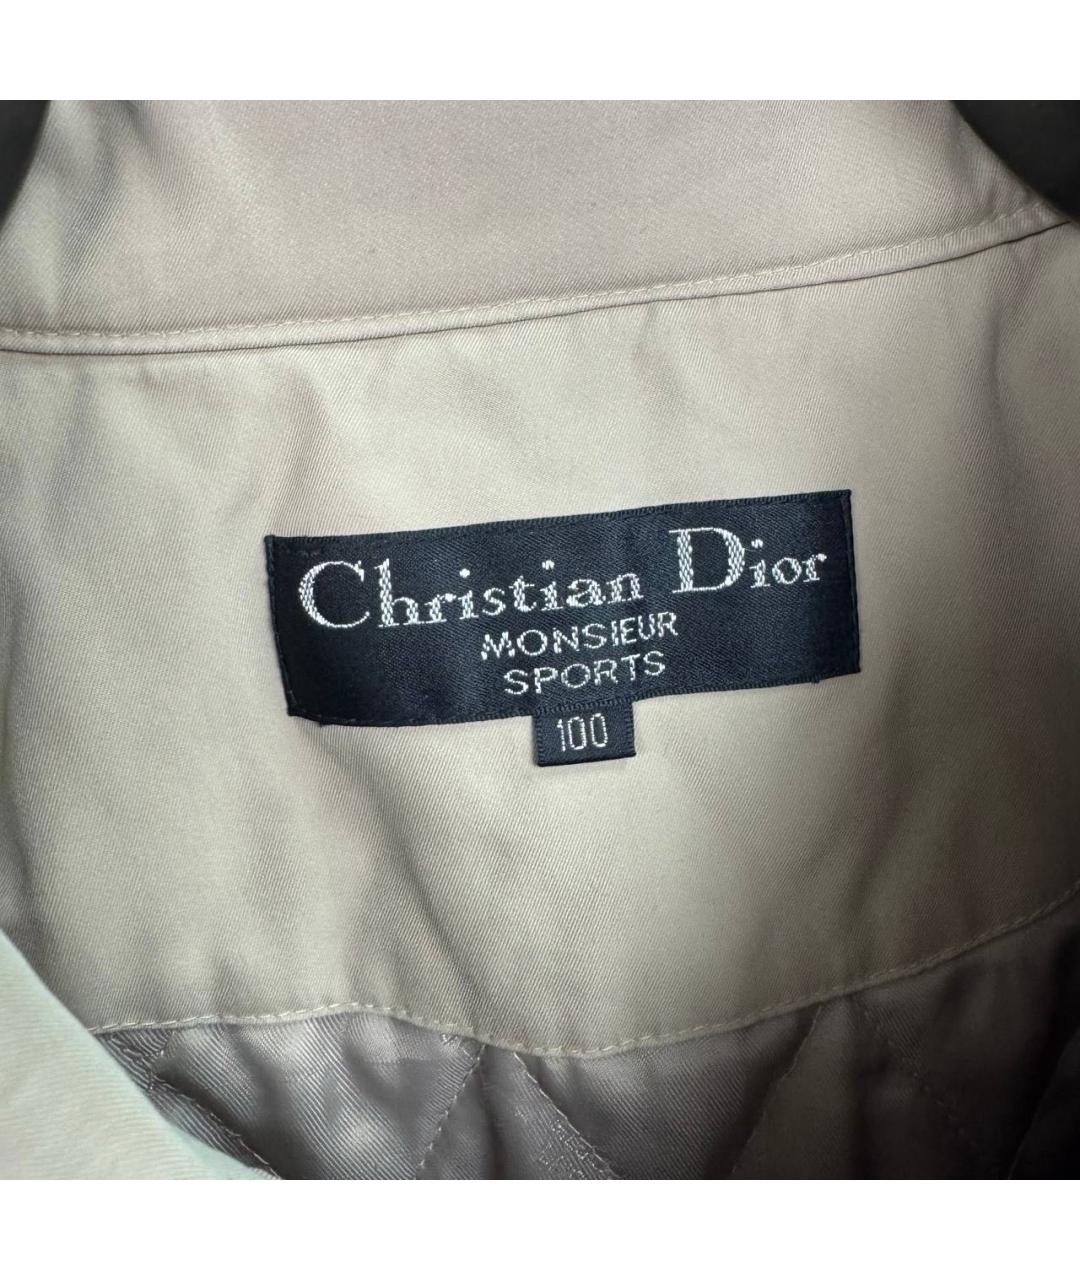 Christian Dior
MONSIEUR
SPORTS
100